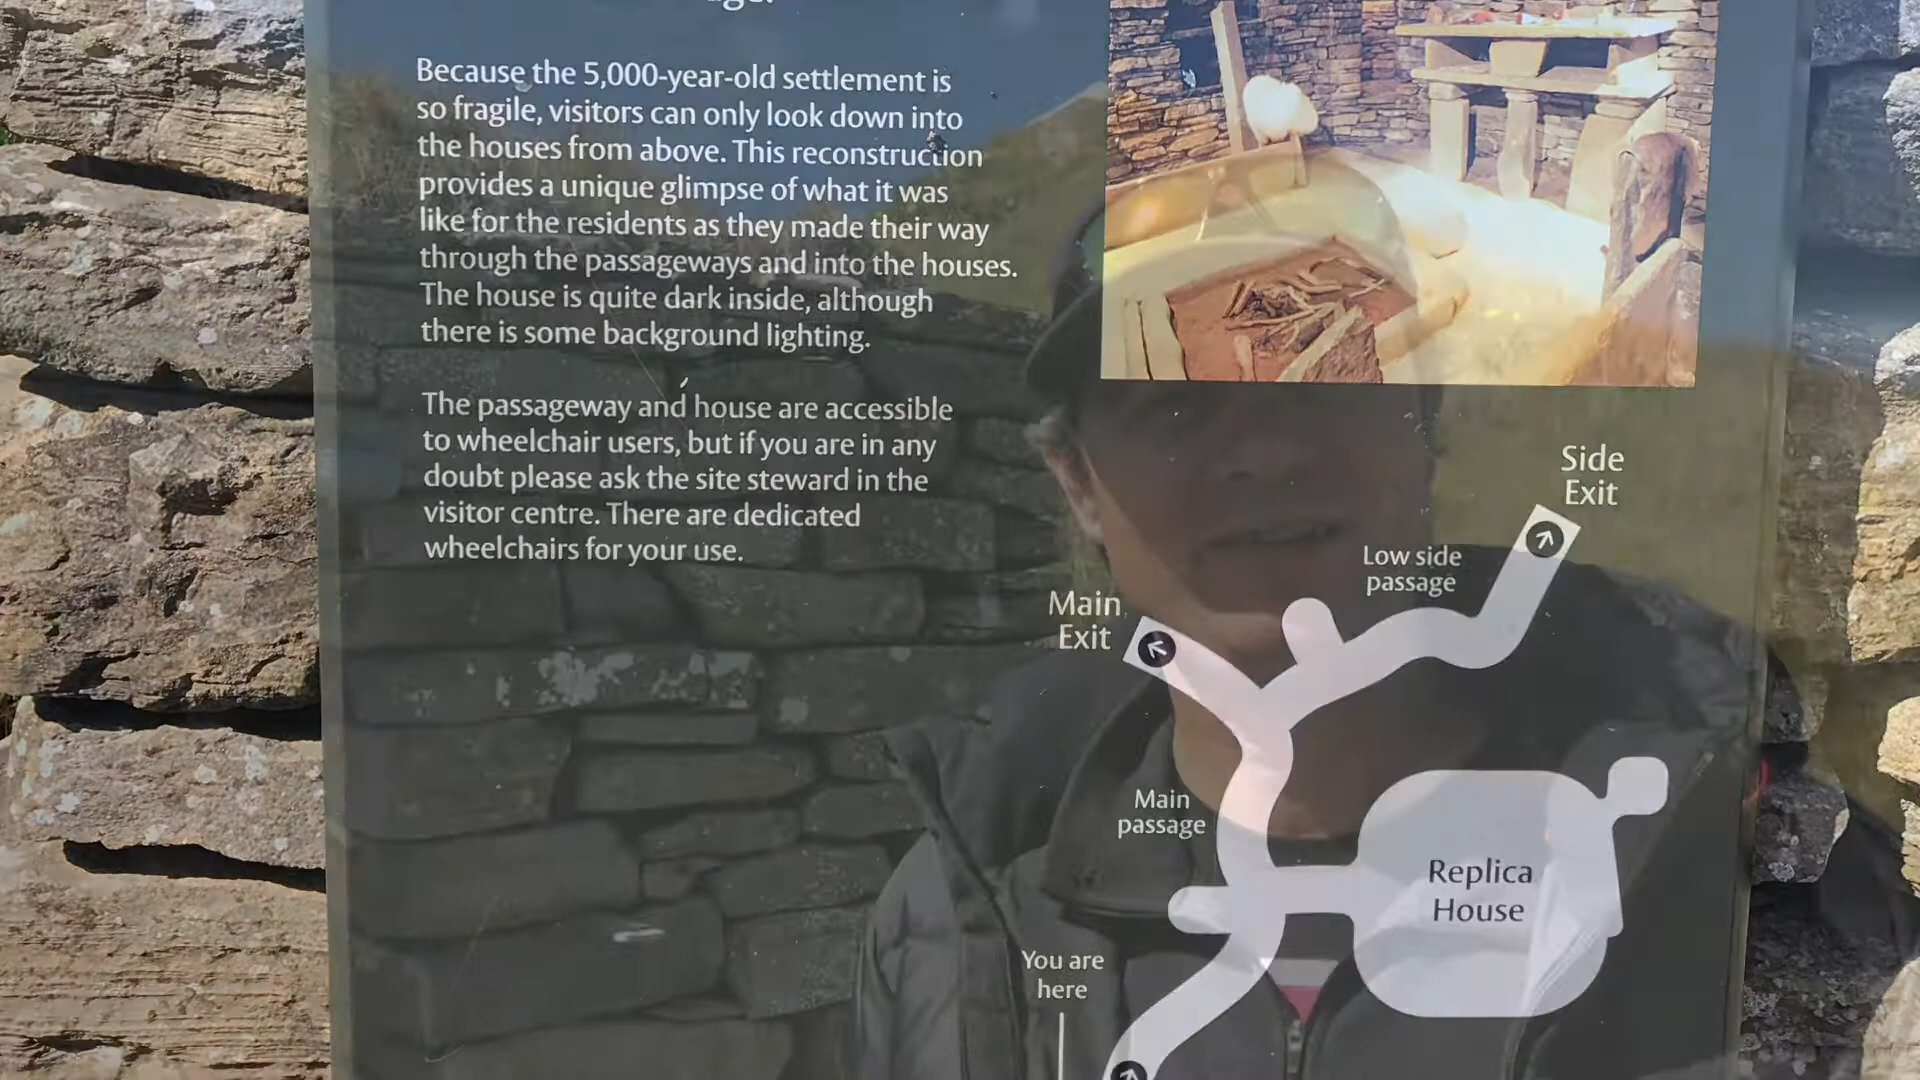 Because the 5,000-year-old settlement is
so fragile, visitors can only look down into
the houses from above. This reconstruction
provides a unique glimpse of what it was
like for the residents as they made their way
through the passageways and into the houses.
The house is quite dark inside, although
there is some background lighting.
The passageway and house are accessible
to wheelchair users, but if you are in any
doubt please ask the site steward in the
visitor centre. There are dedicated
wheelchairs for your use.
Side
Exit
Low side
passage
Main
Exit
Main
passage
Replica
House
You are
here